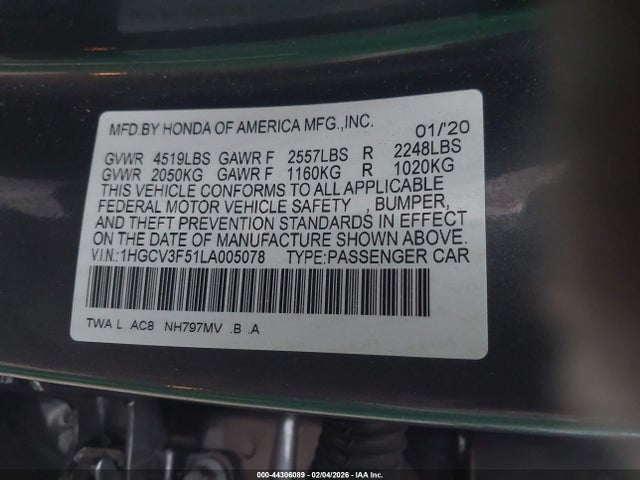 MFD.BY HONDA OF AMERICA MFG.,INC. 01/'20
GVWR 4519LBS GAWR F 2557LBS R 2248LBS
GVWR 2050KG GAWR F 1160KG R 1020KG
THIS VEHICLE CONFORMS TO ALL APPLICABLE
FEDERAL MOTOR VEHICLE SAFETY , BUMPER,
AND THEFT PREVENTION STANDARDS IN EFFECT
ON THE DATE OF MANUFACTURE SHOWN ABOVE.
V.I.N.:1HGCV3F51LA005078 TYPE:PASSENGER CAR
TWA L AC8 NH797MV .B .A
000-44306089 - 02/04/2026 - IAA Inc.